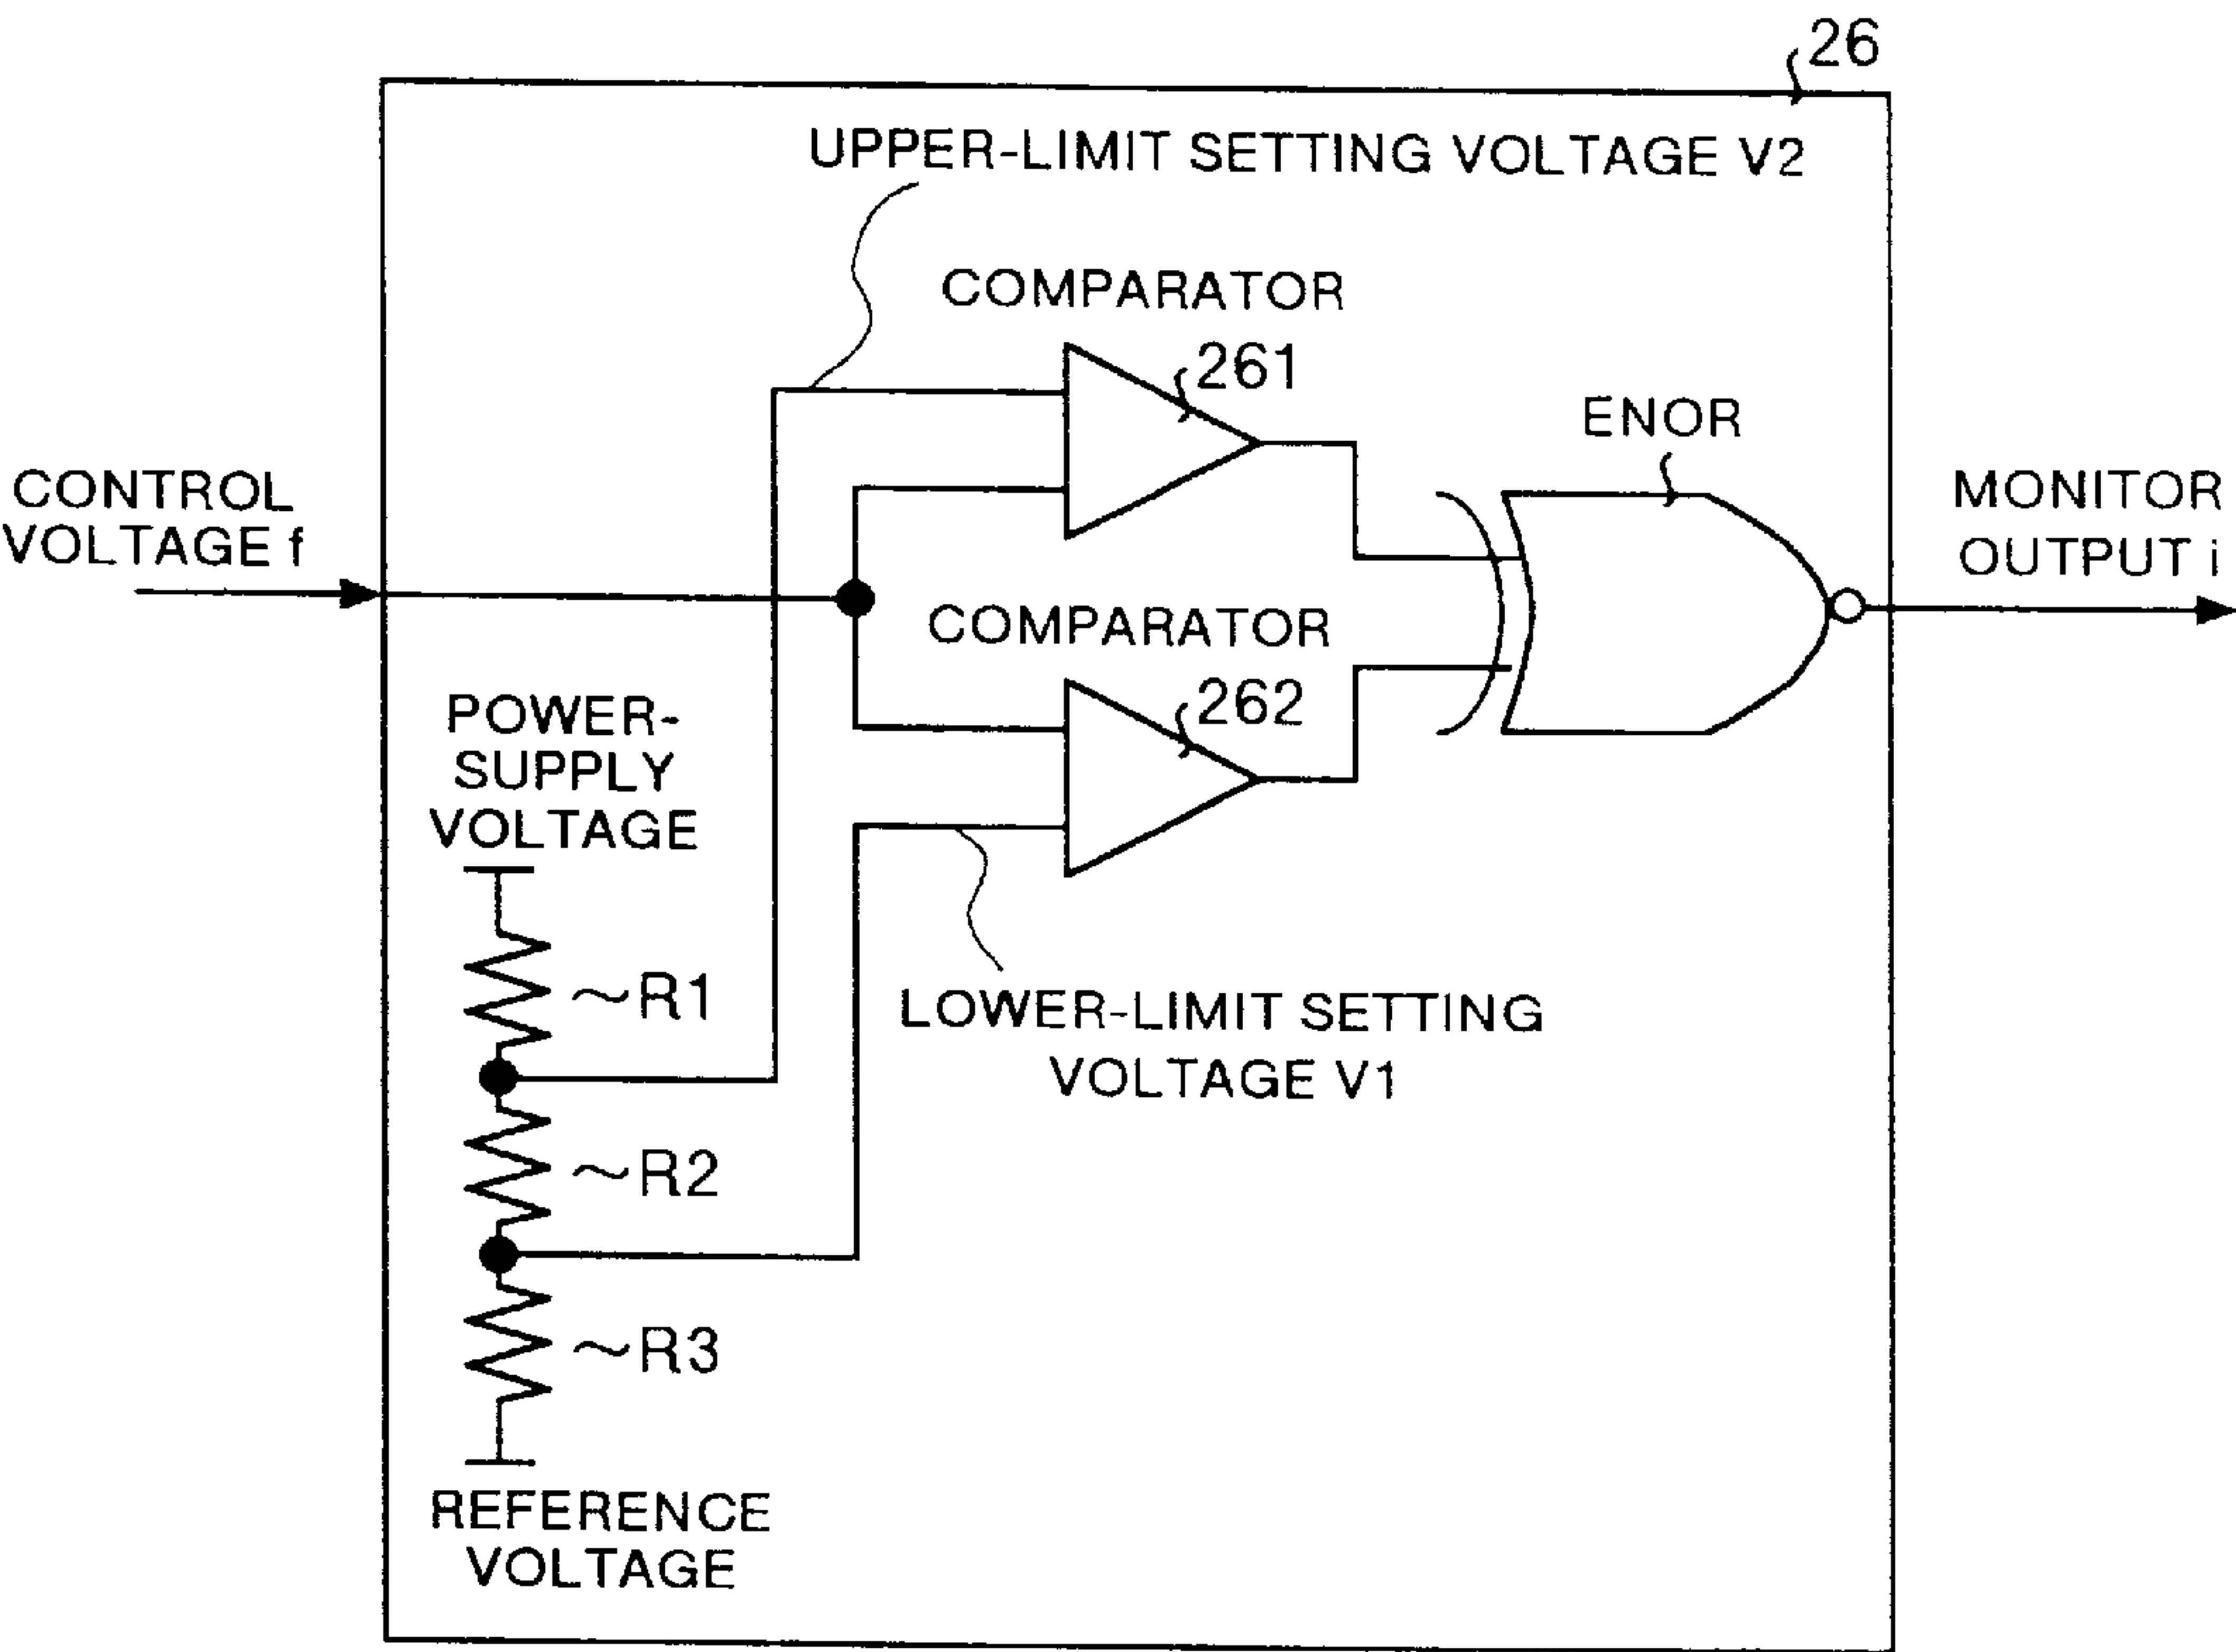 26
UPPER-LIMIT SETTING VOLTAGE V2
COMPARATOR
261
ENOR
CONTROL
VOLTAGE f
MONITOR
OUTPUT i
COMPARATOR
262
POWER-
SUPPLY
VOLTAGE
~R1
LOWER-LIMIT SETTING
VOLTAGE V1
~R2
~R3
REFERENCE
VOLTAGE